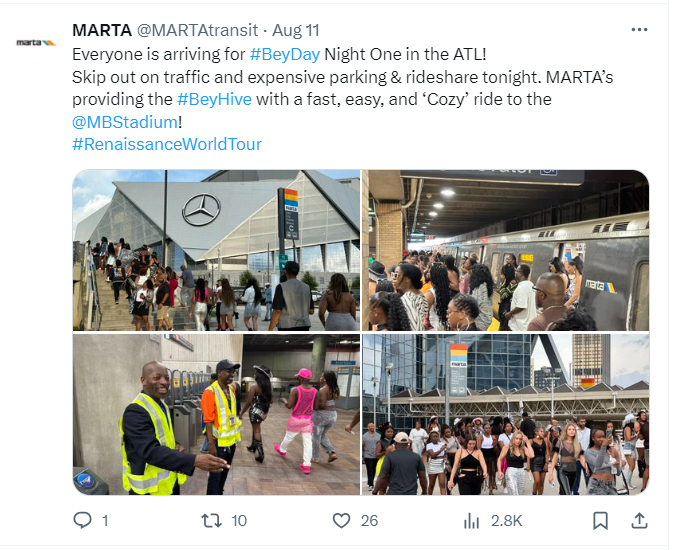 marta
MARTA @MARTAtransit · Aug 11
Everyone is arriving for #BeyDay Night One in the ATL!
Skip out on traffic and expensive parking & rideshare tonight. MARTA’s
providing the #BeyHive with a fast, easy, and ‘Cozy’ ride to the
@MBStadium!
#RenaissanceWorldTour
marta
marta
marta
1
10
26
2.8K